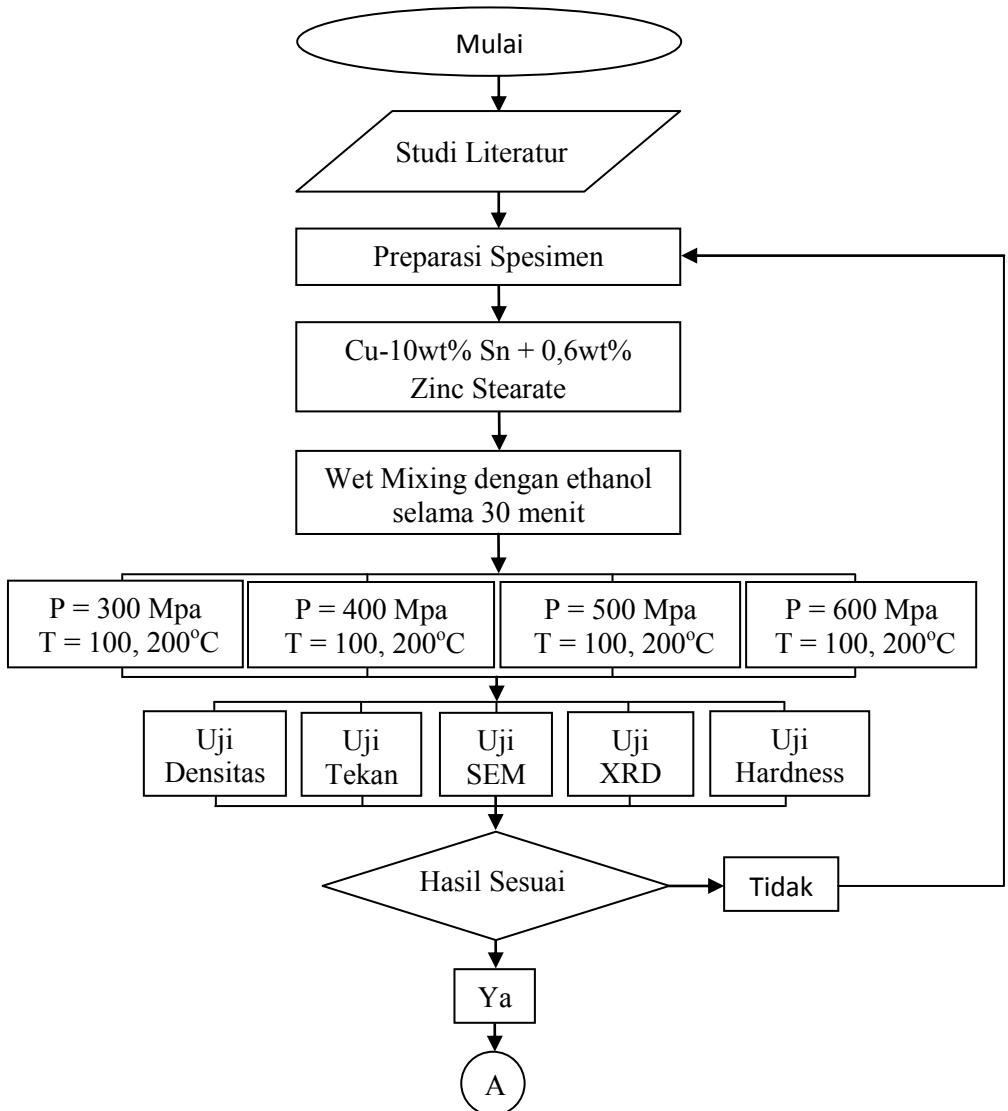 Mulai
Studi Literatur
Preparasi Spesimen
Cu-10wt% Sn + 0,6wt%
Zinc Stearate
Wet Mixing dengan ethanol
selama 30 menit
P = 300 Mpa
T = 100, 200°C
P = 400 Mpa
T = 100, 200°C
P = 500 Mpa
T = 100, 200°C
P = 600 Mpa
T = 100, 200°C
Uji
Densitas
Uji
Tekan
Uji
SEM
Uji
XRD
Uji
Hardness
Hasil Sesuai
Tidak
Ya
A